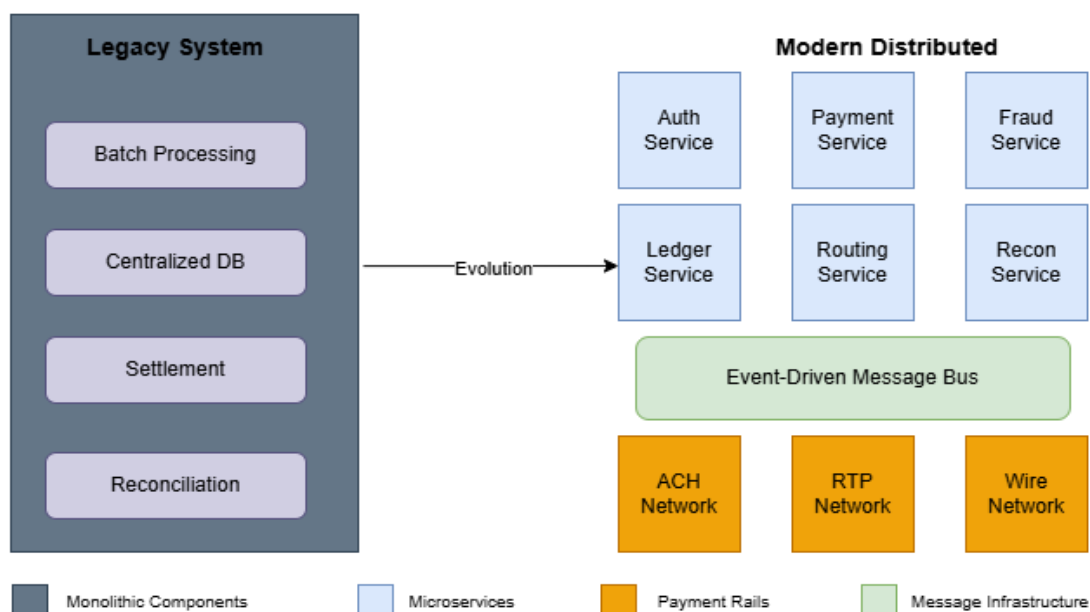 Legacy System
Batch Processing
Centralized DB
Settlement
Reconciliation
Evolution
Modern Distributed
Auth
Service
Payment
Service
Fraud
Service
Ledger
Service
Routing
Service
Recon
Service
Event-Driven Message Bus
ACH
Network
RTP
Network
Wire
Network
Monolithic Components
Microservices
Payment Rails
Message Infrastructure